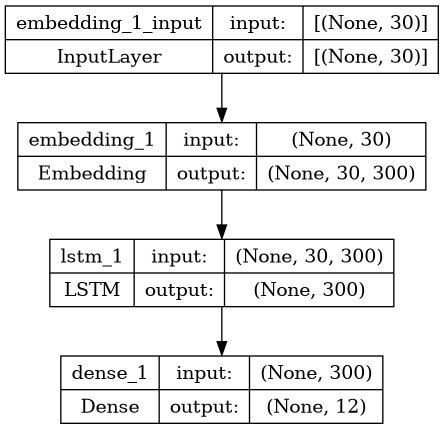 embedding_1_input input: [(None, 30)]
InputLayer output: [(None, 30)]
embedding_1 input: (None, 30)
Embedding output: (None, 30, 300)
lstm_1 input: (None, 30, 300)
LSTM output: (None, 300)
dense_1 input: (None, 300)
Dense output: (None, 12)